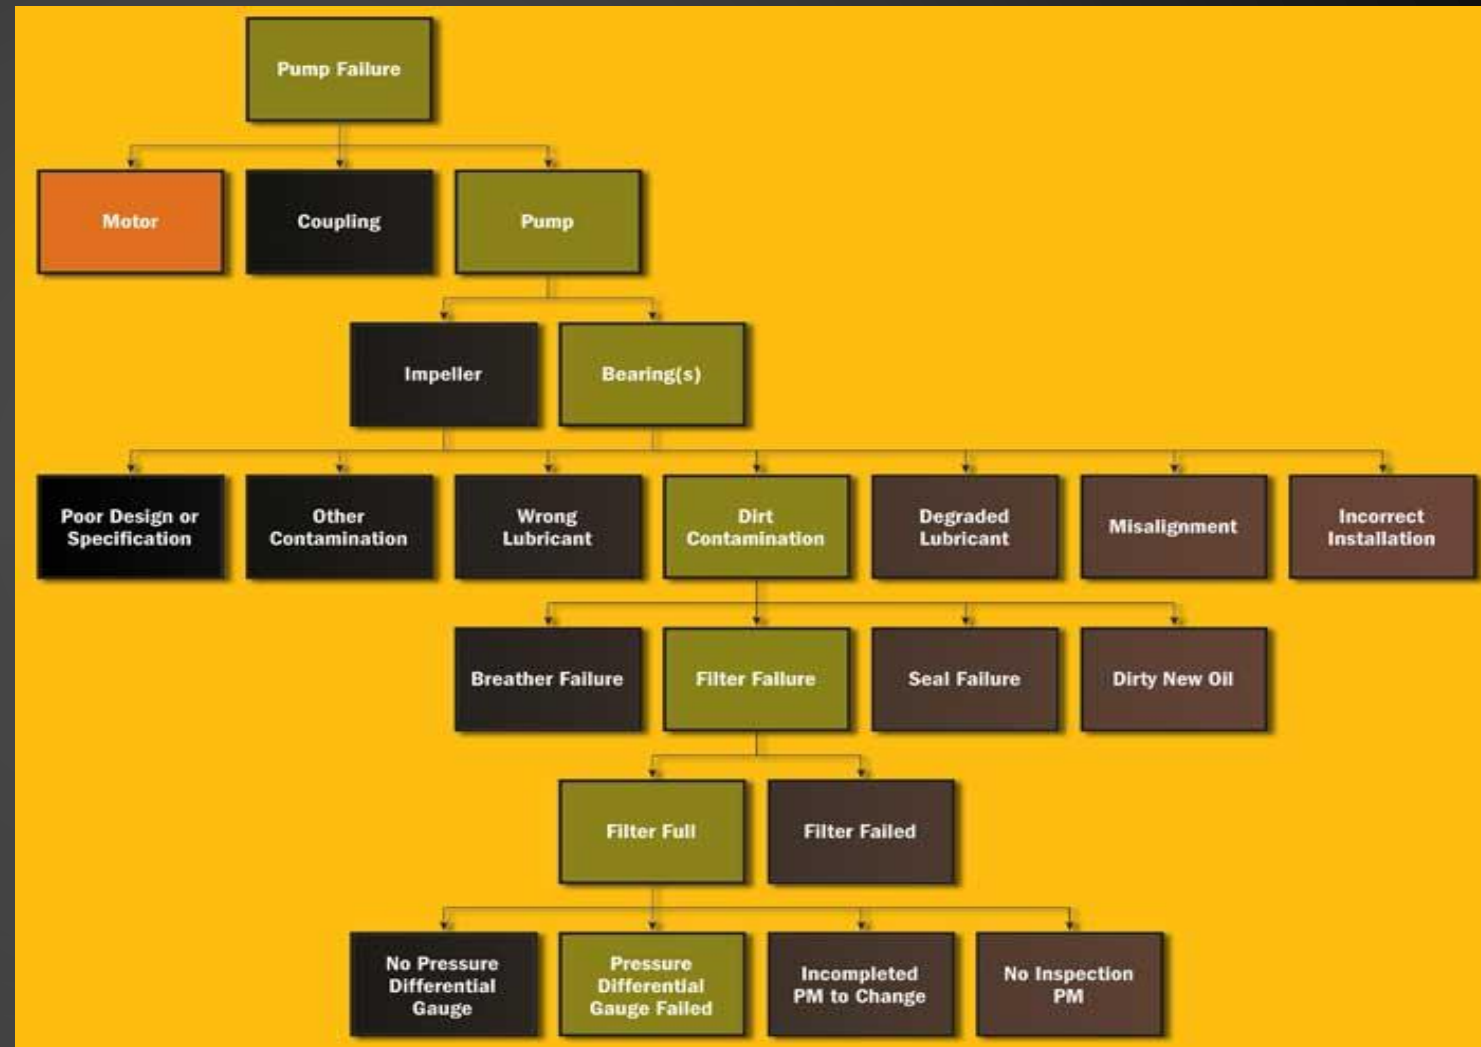 Pump Failure
Motor
Coupling
Pump
Impeller
Bearing(s)
Poor Design or
Specification
Other
Contamination
Wrong
Lubricant
Dirt
Contamination
Degraded
Lubricant
Misalignment
Incorrect
Installation
Breather Failure
Filter Failure
Seal Failure
Dirty New Oil
Filter Full
Filter Failed
No Pressure
Differential
Gauge
Pressure
Differential
Gauge Failed
Incompleted
PM to Change
No Inspection
PM